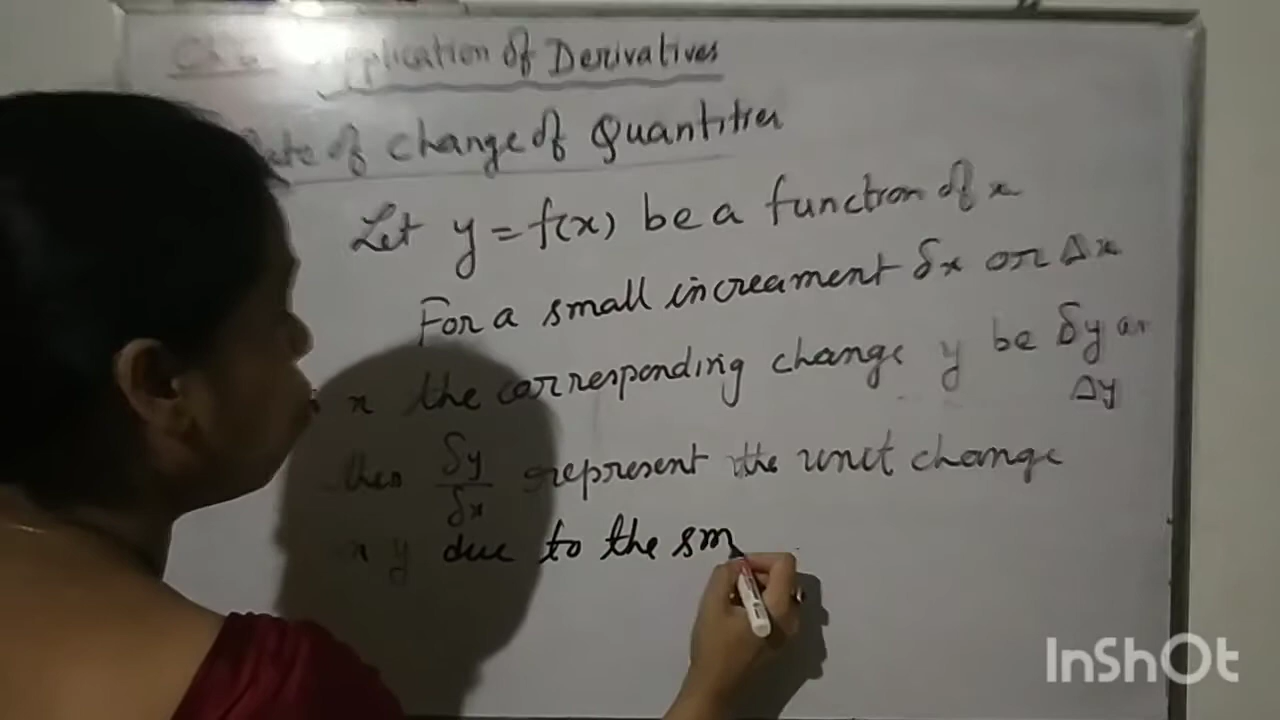 Application of Derivatives
Rate of change of Quantities
Let y = f(x) be a function of x
For a small increament δx or Δx
x the corresponding change y be δy or
Δy
then δy/δx represent the unit change
y due to the sm
InShOt